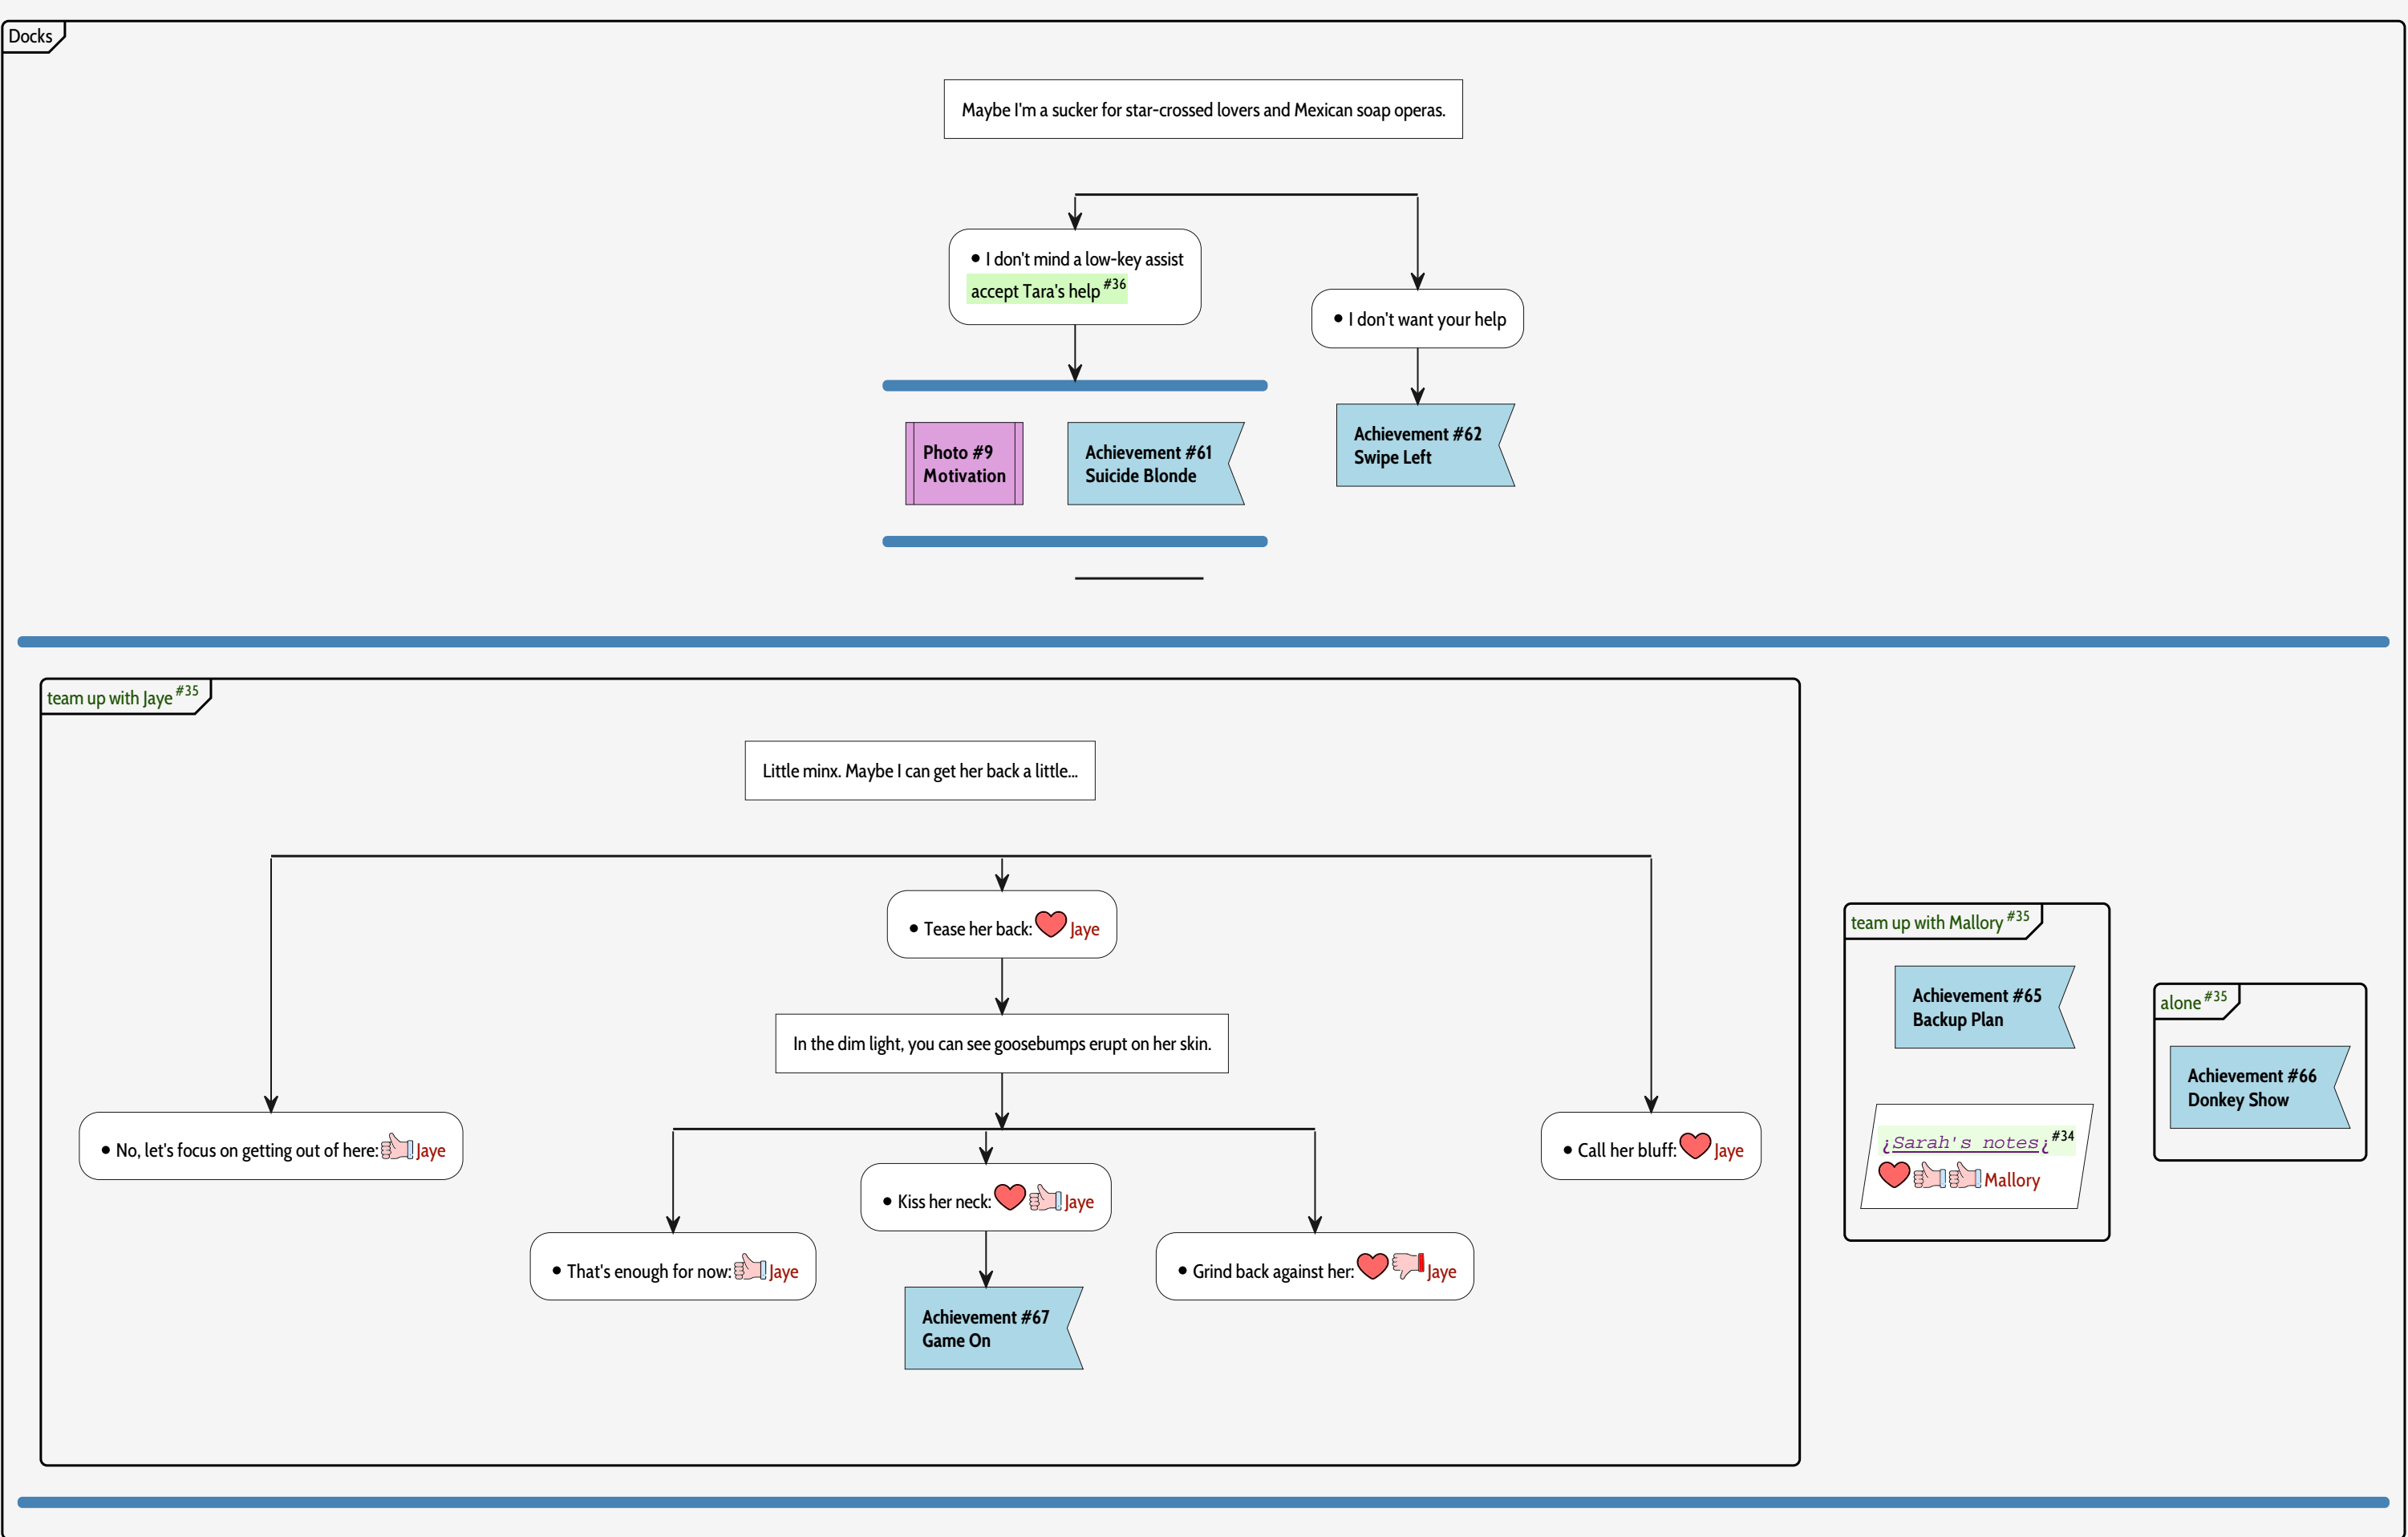 Docks
Maybe I'm a sucker for star-crossed lovers and Mexican soap operas.
• I don't mind a low-key assist
accept Tara's help #36
• I don't want your help
Photo #9
Motivation
Achievement #61
Suicide Blonde
Achievement #62
Swipe Left
team up with Jaye #35
Little minx. Maybe I can get her back a little...
• Tease her back: Jaye
In the dim light, you can see goosebumps erupt on her skin.
• No, let's focus on getting out of here: Jaye
• Call her bluff: Jaye
• That's enough for now: Jaye
• Kiss her neck: Jaye
• Grind back against her: Jaye
Achievement #67
Game On
team up with Mallory #35
Achievement #65
Backup Plan
¿Sarah's notes¿ #34
Mallory
alone #35
Achievement #66
Donkey Show